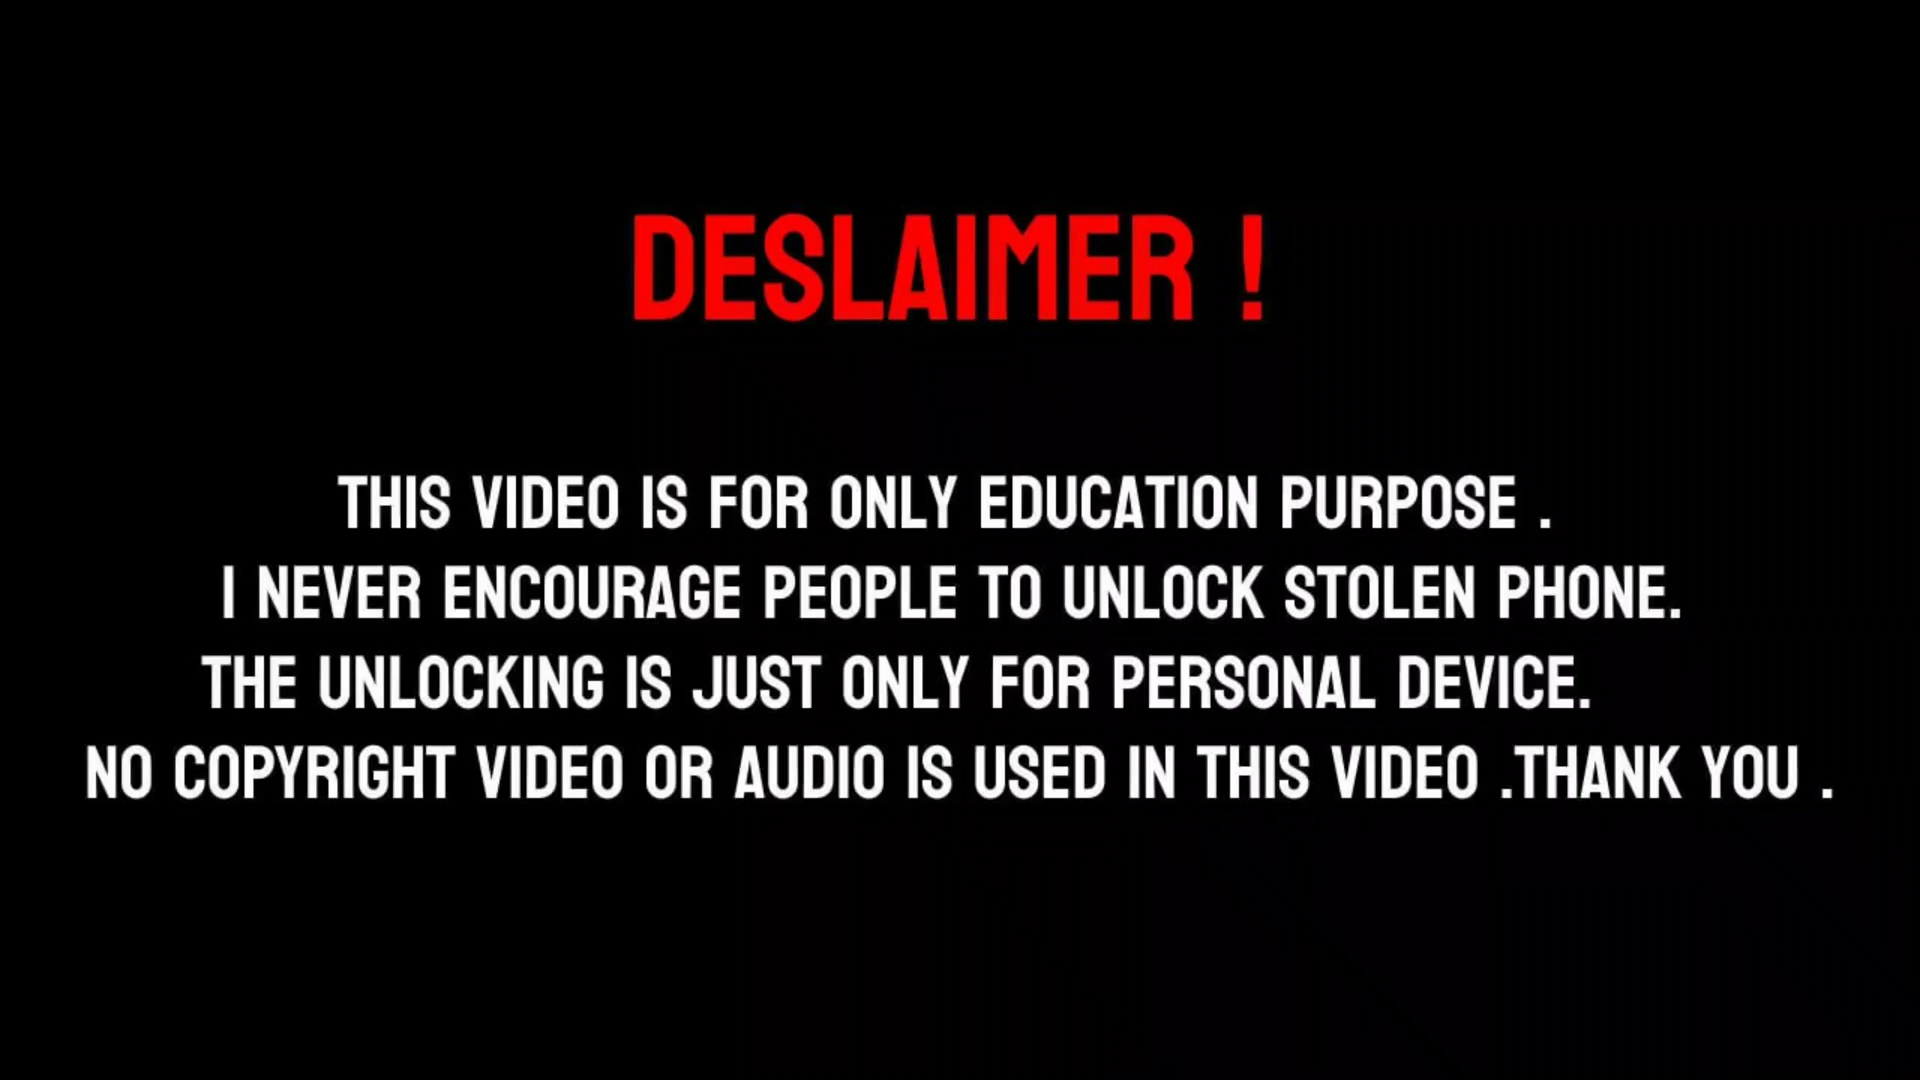 DESLAIMER !
THIS VIDEO IS FOR ONLY EDUCATION PURPOSE .
I NEVER ENCOURAGE PEOPLE TO UNLOCK STOLEN PHONE.
THE UNLOCKING IS JUST ONLY FOR PERSONAL DEVICE.
NO COPYRIGHT VIDEO OR AUDIO IS USED IN THIS VIDEO .THANK YOU .